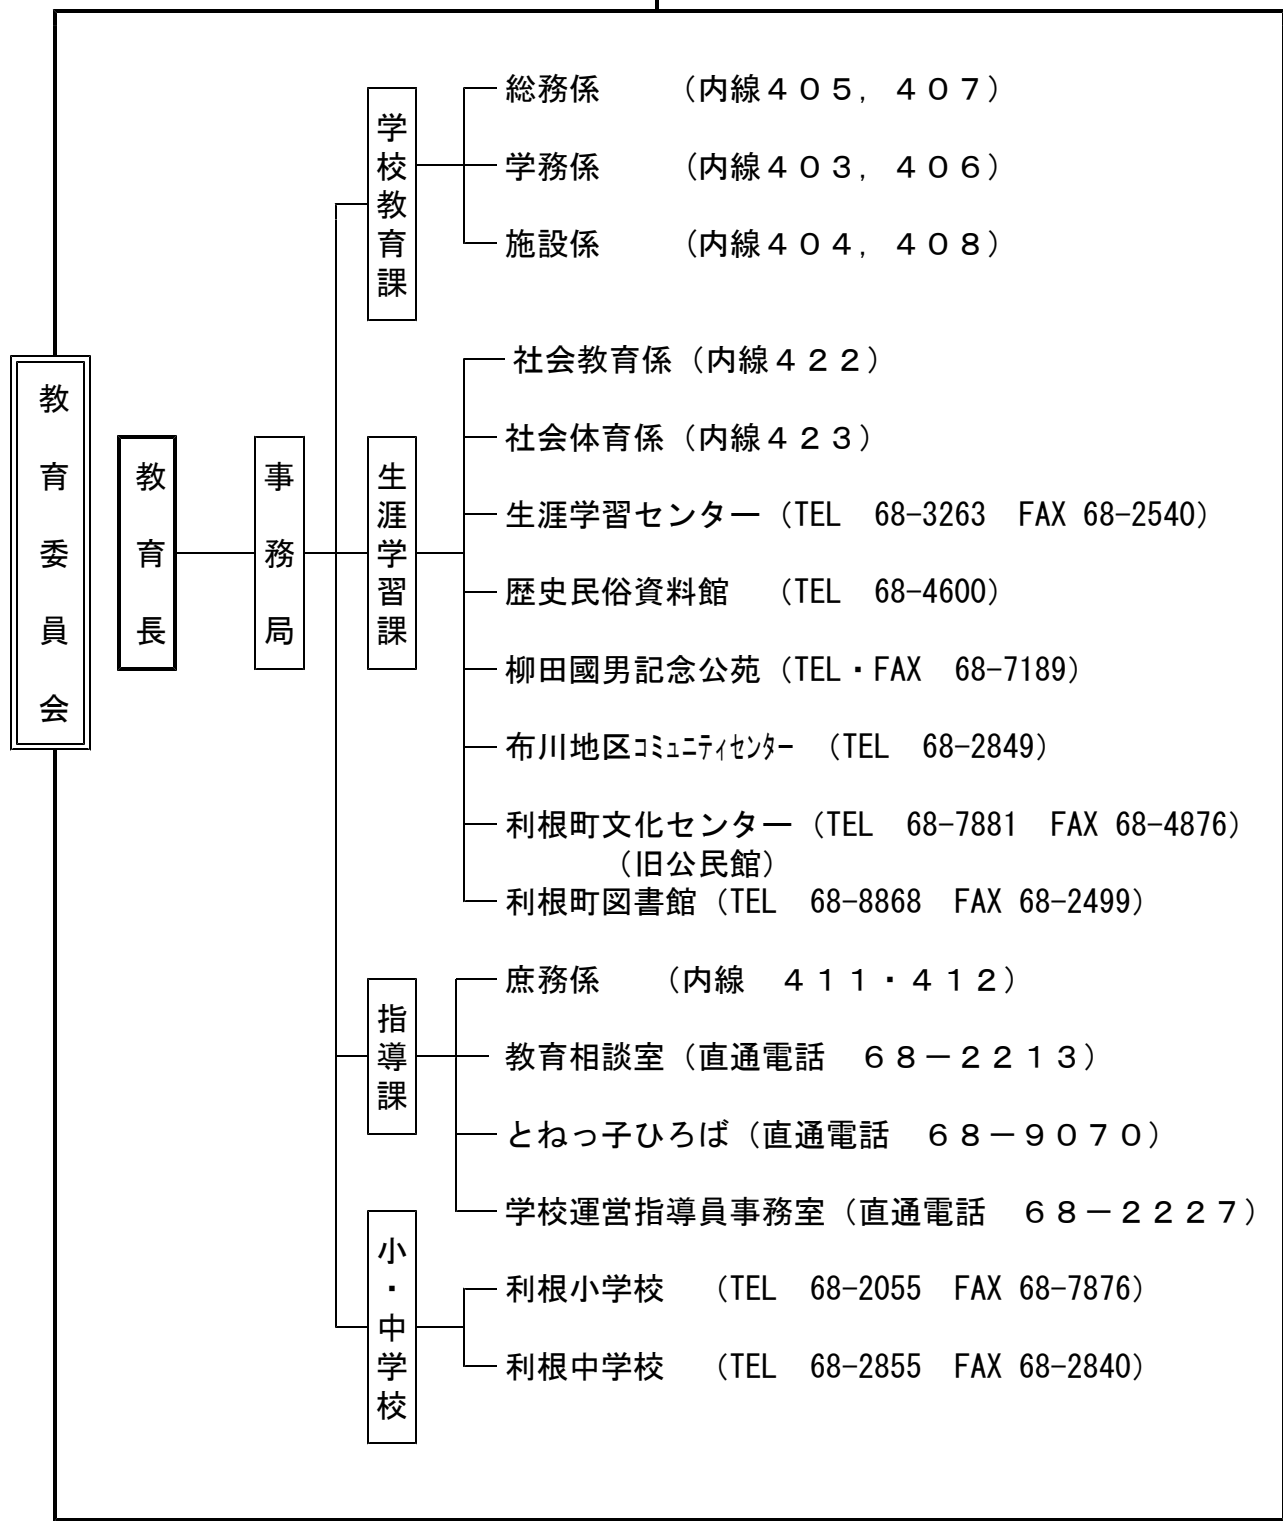 教育委員会
教育長
事務局
学校教育課
総務係　　（内線４０５，４０７）
学務係　　（内線４０３，４０６）
施設係　　（内線４０４，４０８）
生涯学習課
社会教育係（内線４２２）
社会体育係（内線４２３）
生涯学習センター（TEL　68-3263　FAX 68-2540）
歴史民俗資料館　（TEL　68-4600）
柳田國男記念公苑（TEL・FAX　68-7189）
布川地区ｺﾐｭﾆﾃｨｾﾝﾀｰ　（TEL　68-2849）
利根町文化センター（TEL　68-7881　FAX 68-4876）
（旧公民館）
利根町図書館（TEL　68-8868　FAX 68-2499）
指導課
庶務係　　（内線　４１１・４１２）
教育相談室（直通電話　６８－２２１３）
とねっ子ひろば（直通電話　６８－９０７０）
学校運営指導員事務室（直通電話　６８－２２２７）
小・中学校
利根小学校　（TEL　68-2055　FAX 68-7876）
利根中学校　（TEL　68-2855　FAX 68-2840）